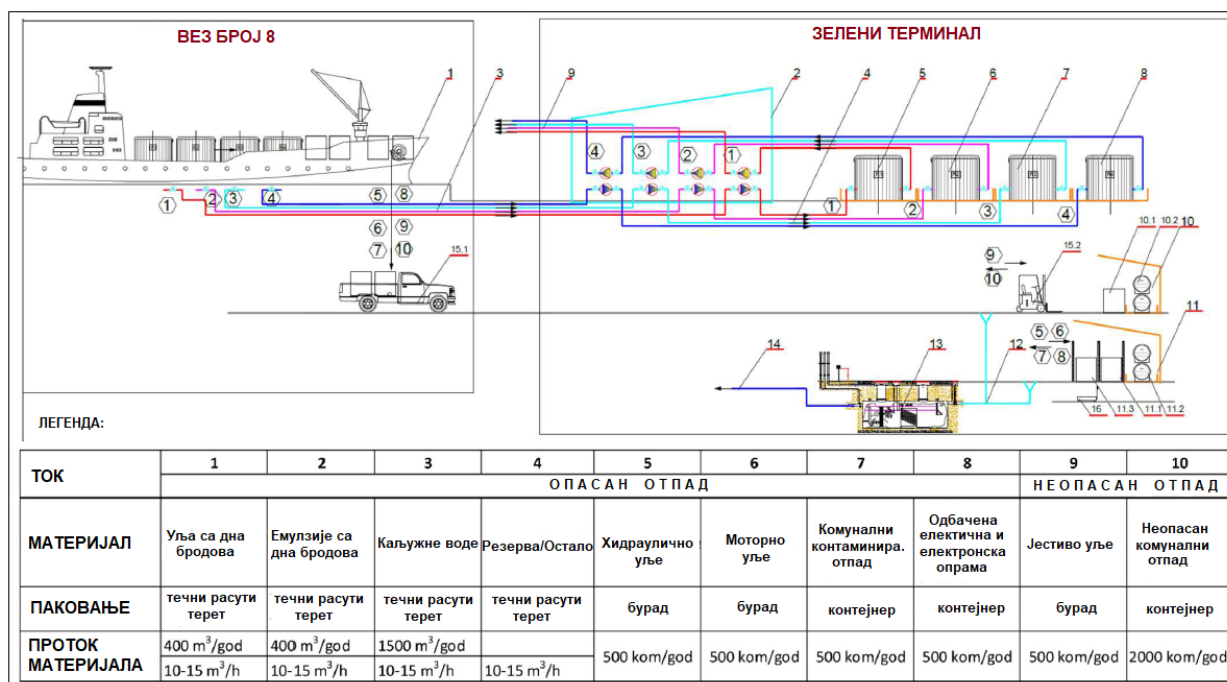 ВЕЗ БРОЈ 8
ЗЕЛЕНИ ТЕРМИНАЛ
1 3 9 2 4 5 6 7 8
4 3 2 1
1 2 3 4
5 8
6 9
7 10
1 2 3 4
15.1
9
10
15.2
10.1 10.2 10
11
5 6
7 8
14 13 12
16 11.3 11.1 11.2
ЛЕГЕНДА:
ТОК 1 2 3 4 5 6 7 8 9 10
ОПАСАН ОТПАД НЕОПАСАН ОТПАД
МАТЕРИЈАЛ
Уља са дна
бродова
Емулзије са
дна бродова
Каљужне воде
Резерва/Остало
Хидраулично
уље
Моторно
уље
Комунални
контаминира.
отпад
Одбачена
електична и
електронска
опрама
Јестиво уље
Неопасан
комунални
отпад
ПАКОВАЊЕ
течни расути
терет
течни расути
терет
течни расути
терет
течни расути
терет
бурад
бурад
контејнер
контејнер
бурад
контејнер
ПРОТОК
МАТЕРИЈАЛА
400 m³/god 400 m³/god 1500 m³/god
10-15 m³/h 10-15 m³/h 10-15 m³/h 10-15 m³/h
500 kom/god 500 kom/god 500 kom/god 500 kom/god 500 kom/god 2000 kom/god